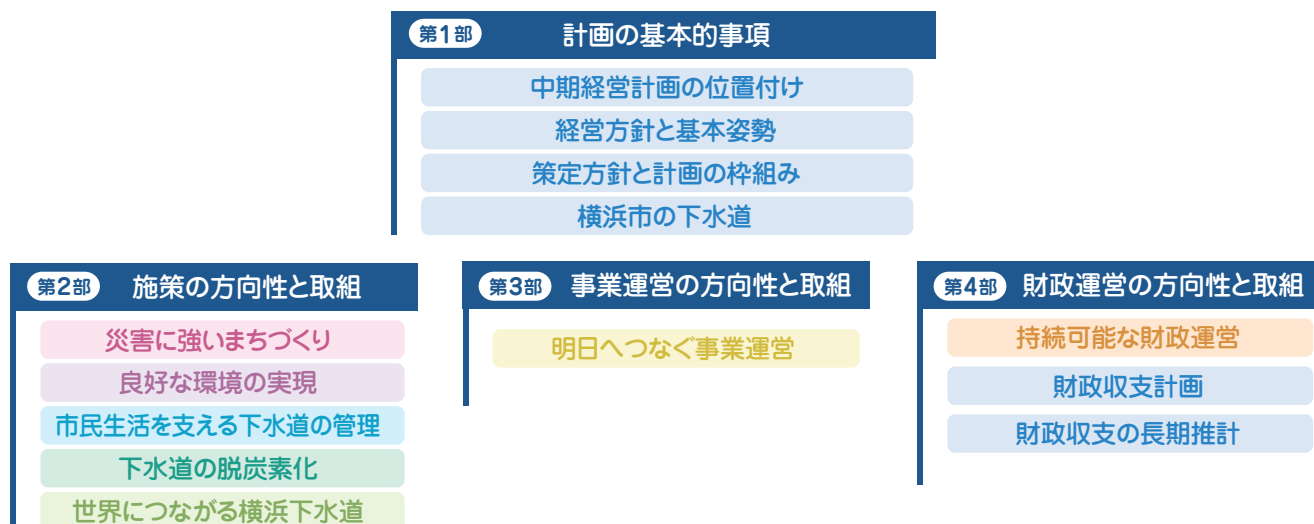 第1部 計画の基本的事項
中期経営計画の位置付け
経営方針と基本姿勢
策定方針と計画の枠組み
横浜市の下水道
第2部 施策の方向性と取組
災害に強いまちづくり
良好な環境の実現
市民生活を支える下水道の管理
下水道の脱炭素化
世界につながる横浜下水道
第3部 事業運営の方向性と取組
明日へつなぐ事業運営
第4部 財政運営の方向性と取組
持続可能な財政運営
財政収支計画
財政収支の長期推計